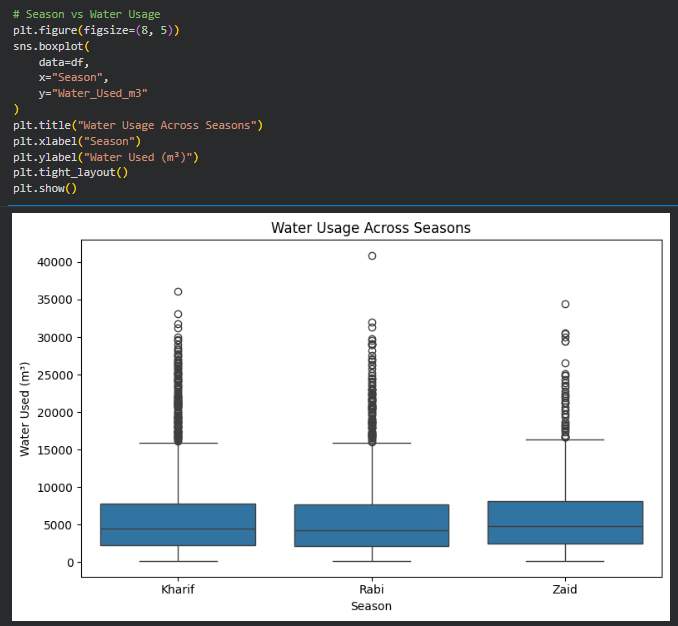 # Season vs Water Usage
plt.figure(figsize=(8, 5))
sns.boxplot(
    data=df,
    x="Season",
    y="Water_Used_m3"
)
plt.title("Water Usage Across Seasons")
plt.xlabel("Season")
plt.ylabel("Water Used (m³)")
plt.tight_layout()
plt.show()
Water Usage Across Seasons
40000
35000
30000
25000
20000
15000
10000
5000
0
Water Used (m³)
Kharif Rabi Zaid
Season